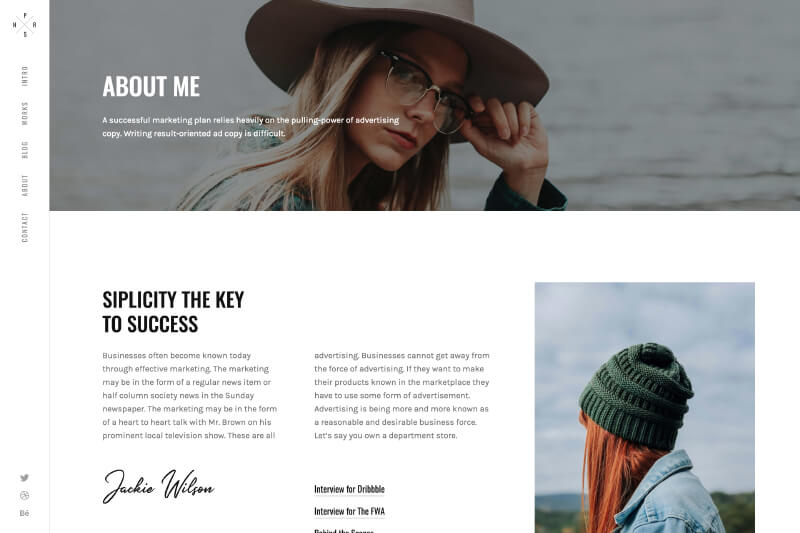 P
N R
S
INTRO
WORKS
BLOG
ABOUT
CONTACT
ABOUT ME
A successful marketing plan relies heavily on the pulling-power of advertising
copy. Writing result-oriented ad copy is difficult.
SIPLICITY THE KEY
TO SUCCESS
Businesses often become known today
through effective marketing. The marketing
may be in the form of a regular news item or
half column society news in the Sunday
newspaper. The marketing may be in the form
of a heart to heart talk with Mr. Brown on his
prominent local television show. These are all
advertising. Businesses cannot get away from
the force of advertising. If they want to make
their products known in the marketplace they
have to use some form of advertisement.
Advertising is being more and more known as
a reasonable and desirable business force.
Let's say you own a department store.
Jackie Wilson
Interview for Dribbble
Interview for The FWA
Behind the Scenes
Bē